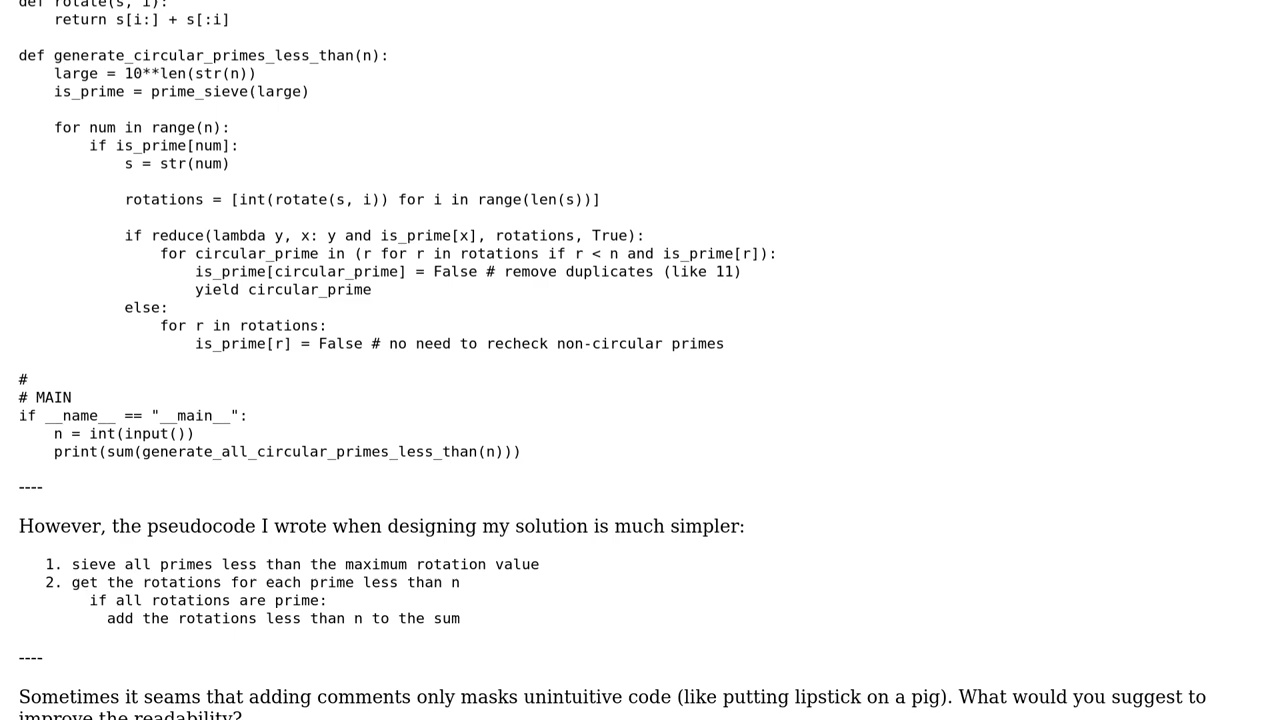 def rotate(s, i):
    return s[i:] + s[:i]

def generate_circular_primes_less_than(n):
    large = 10**len(str(n))
    is_prime = prime_sieve(large)

    for num in range(n):
        if is_prime[num]:
            s = str(num)

            rotations = [int(rotate(s, i)) for i in range(len(s))]

            if reduce(lambda y, x: y and is_prime[x], rotations, True):
                for circular_prime in (r for r in rotations if r < n and is_prime[r]):
                    is_prime[circular_prime] = False # remove duplicates (like 11)
                    yield circular_prime
            else:
                for r in rotations:
                    is_prime[r] = False # no need to recheck non-circular primes

#
# MAIN
if __name__ == "__main__":
    n = int(input())
    print(sum(generate_all_circular_primes_less_than(n)))

----

However, the pseudocode I wrote when designing my solution is much simpler:

   1. sieve all primes less than the maximum rotation value
   2. get the rotations for each prime less than n
        if all rotations are prime:
          add the rotations less than n to the sum

----

Sometimes it seams that adding comments only masks unintuitive code (like putting lipstick on a pig). What would you suggest to
improve the readability?